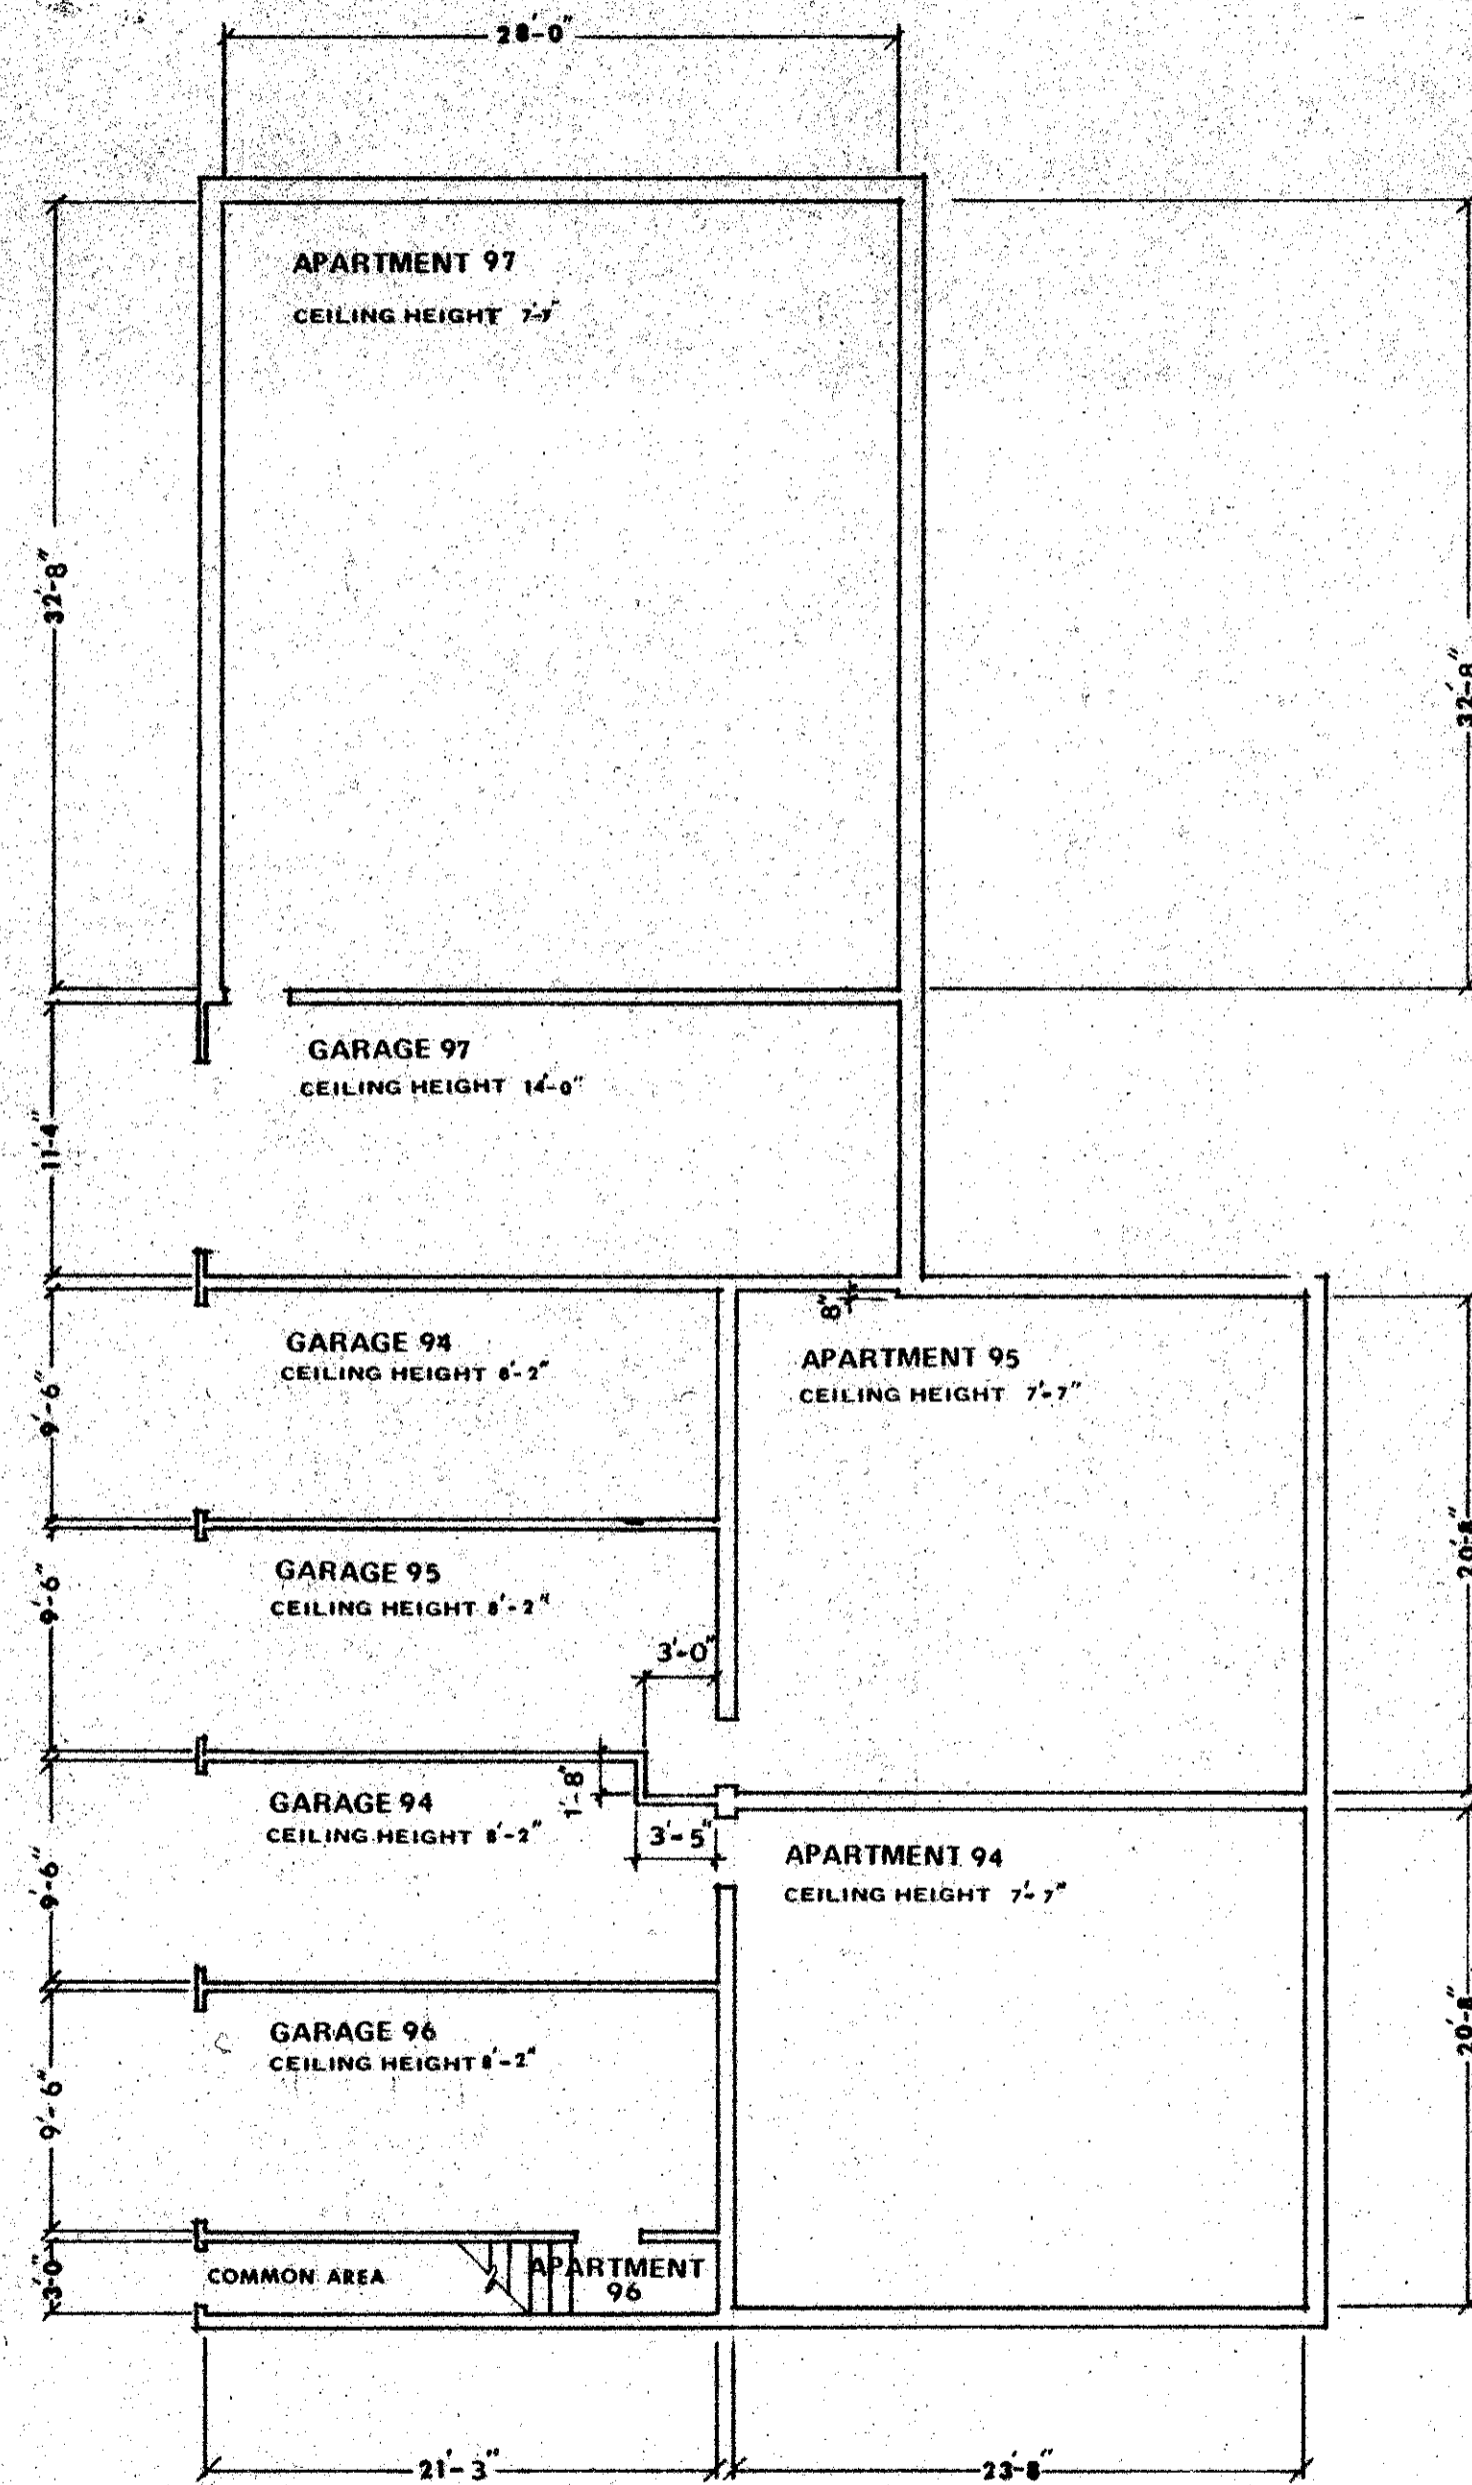 28'-0"
APARTMENT 97
CEILING HEIGHT 7'-7"
32'-8"
32'-8"
GARAGE 97
CEILING HEIGHT 14'-0"
11'-4"
8"
GARAGE 94
CEILING HEIGHT 8'-2"
APARTMENT 95
CEILING HEIGHT 7'-7"
9'-6"
20'-8"
GARAGE 95
CEILING HEIGHT 8'-2"
9'-6"
3'-0"
1'-8"
GARAGE 94
CEILING HEIGHT 8'-2"
3'-5"
APARTMENT 94
CEILING HEIGHT 7'-7"
9'-6"
20'-8"
GARAGE 96
CEILING HEIGHT 8'-2"
9'-6"
3'-0"
COMMON AREA
APARTMENT
96
21'-3"
23'-8"